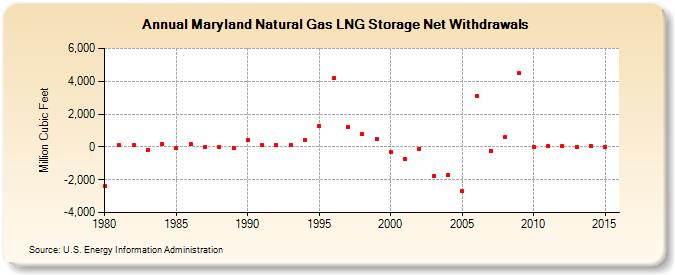 Annual Maryland Natural Gas LNG Storage Net Withdrawals
Million Cubic Feet
6,000
4,000
2,000
0
-2,000
-4,000
1980 1985 1990 1995 2000 2005 2010 2015
Source: U.S. Energy Information Administration